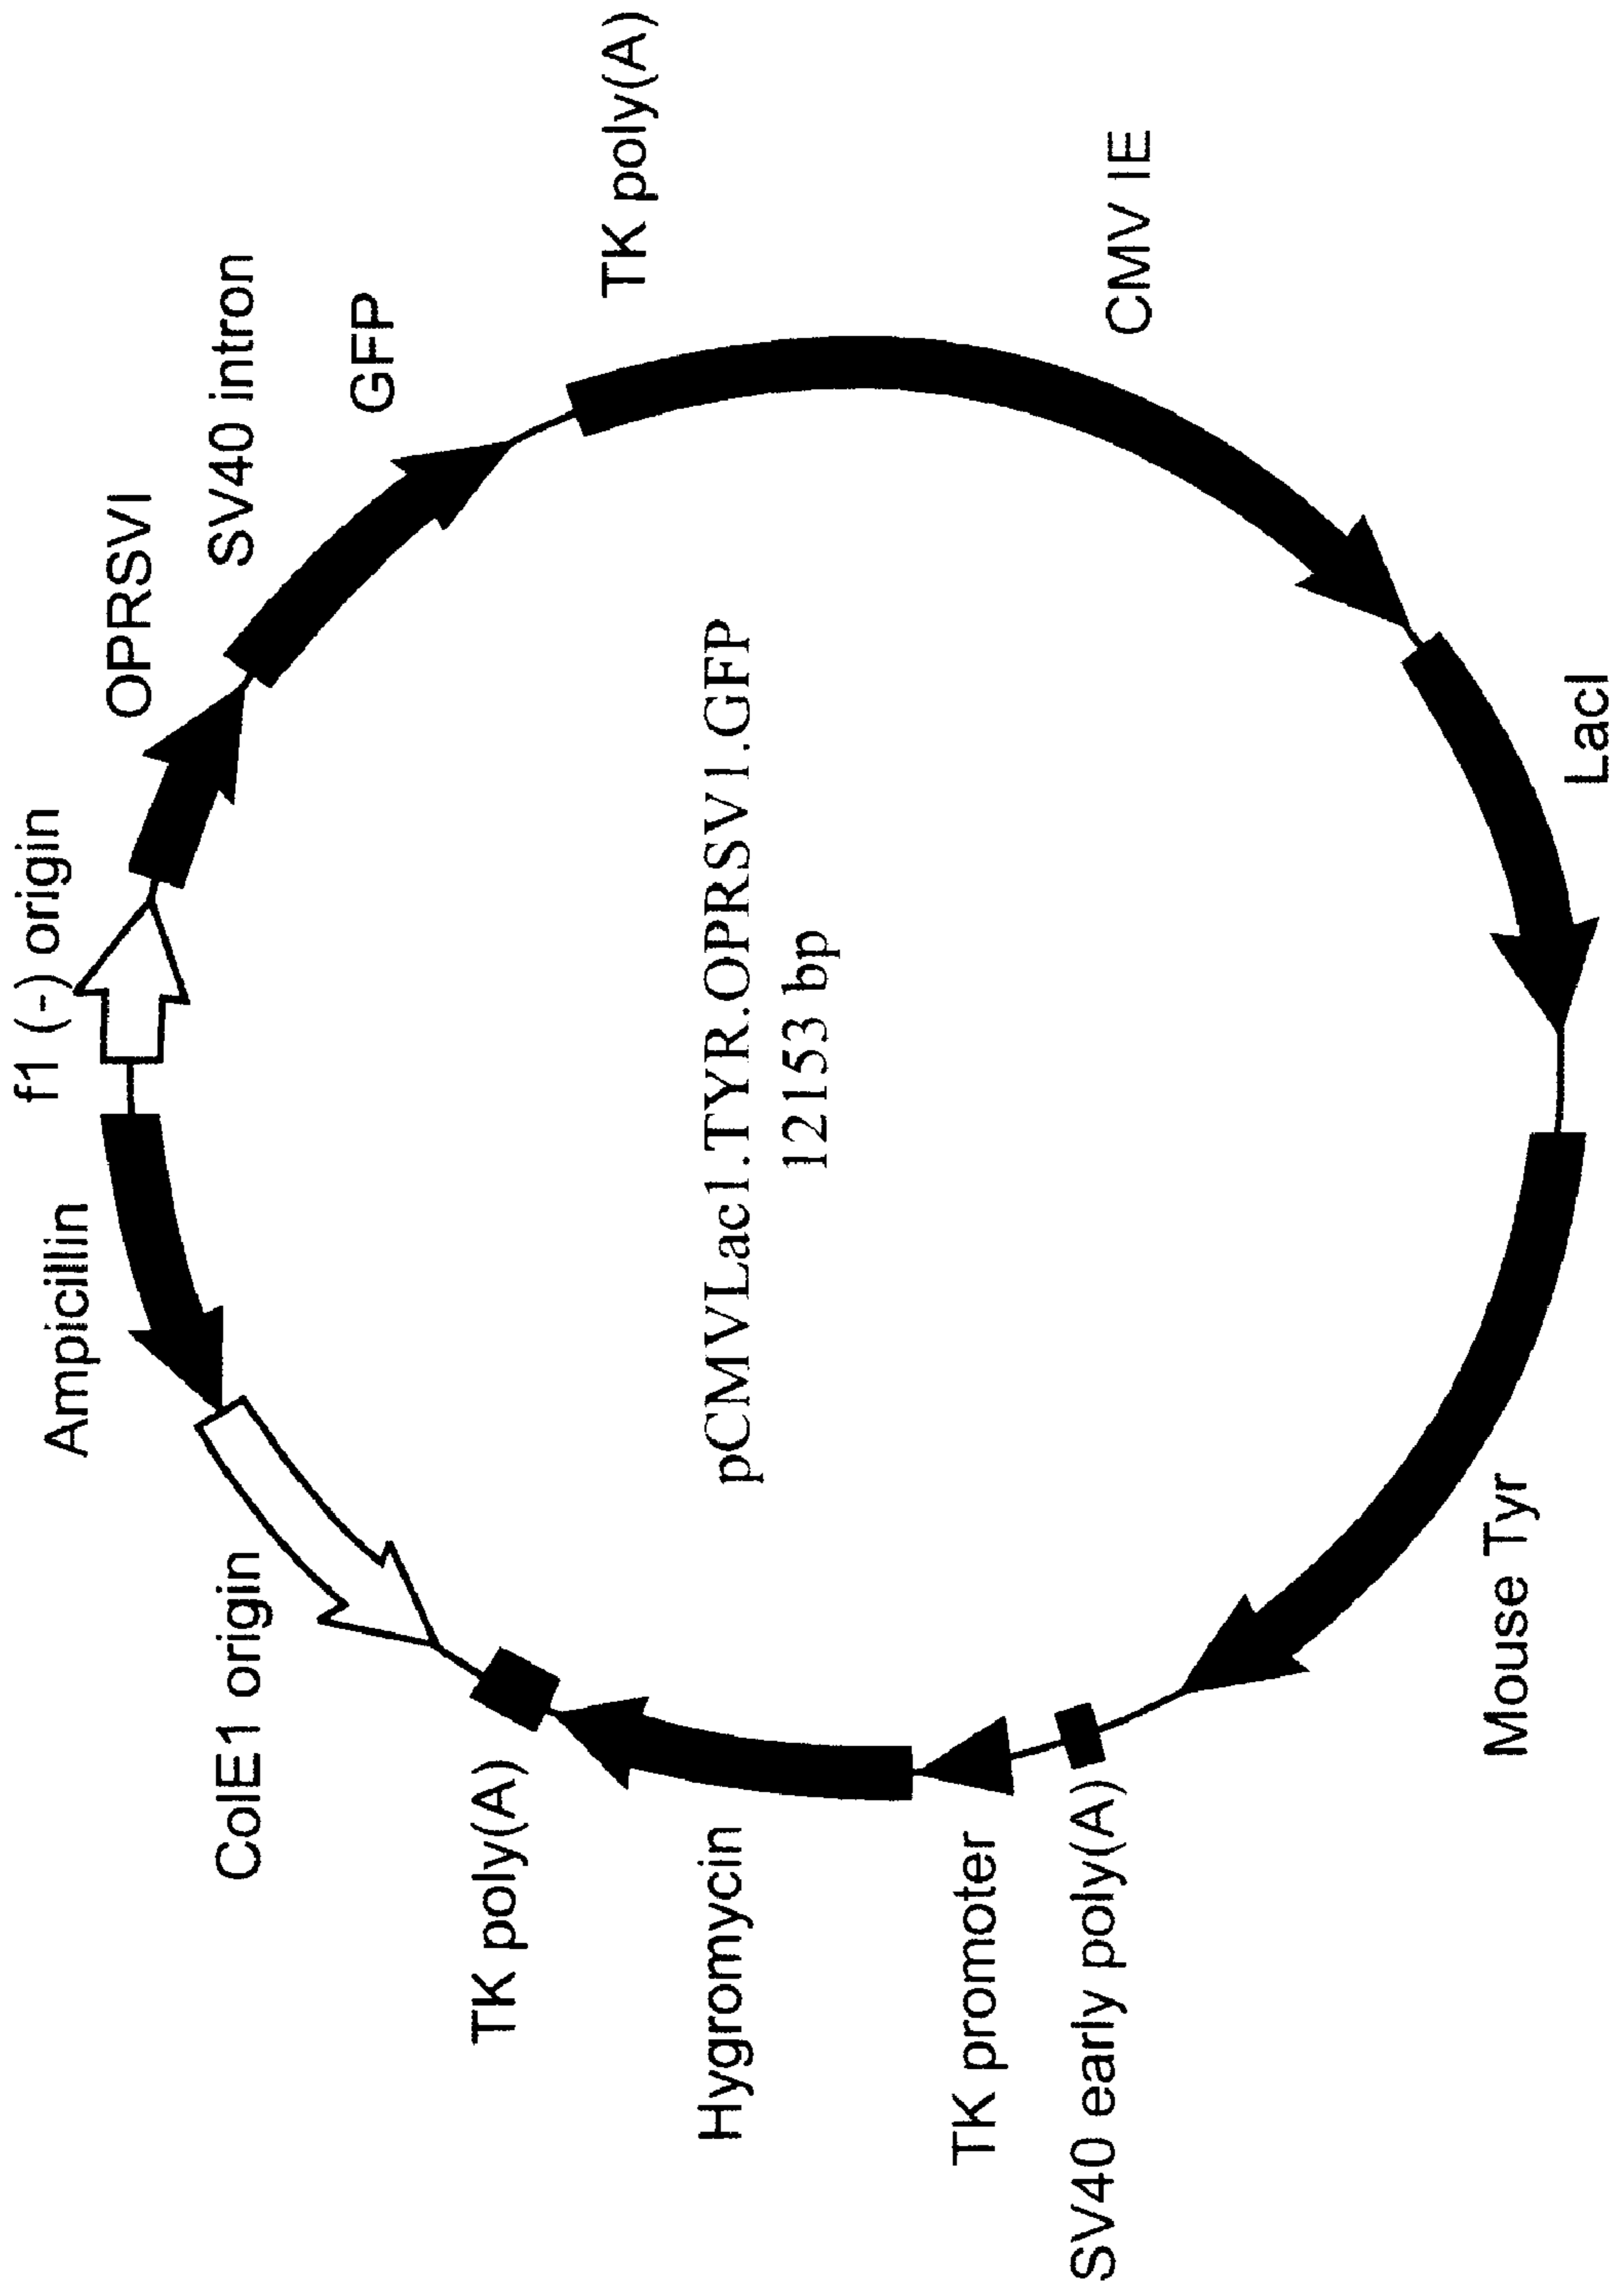 f1 (-) origin
OPRSVI
SV40 intron
GFP
TK poly(A)
CMV IE
LacI
Mouse Tyr
SV40 early poly(A)
TK promoter
Hygromycin
TK poly(A)
ColE1 origin
Ampicillin
pCMVLac1.TYR.OPRSV1.GFP
12153 bp